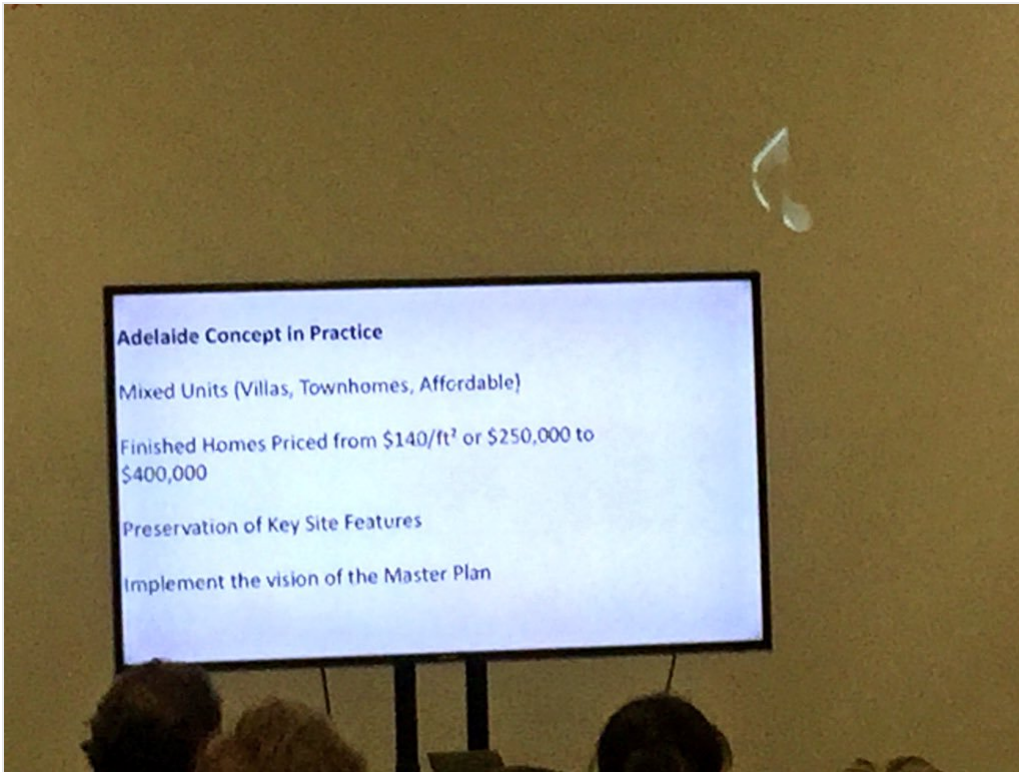 Adelaide Concept in Practice
Mixed Units (Villas, Townhomes, Affordable)
Finished Homes Priced from $140/ft² or $250,000 to
$400,000
Preservation of Key Site Features
Implement the vision of the Master Plan